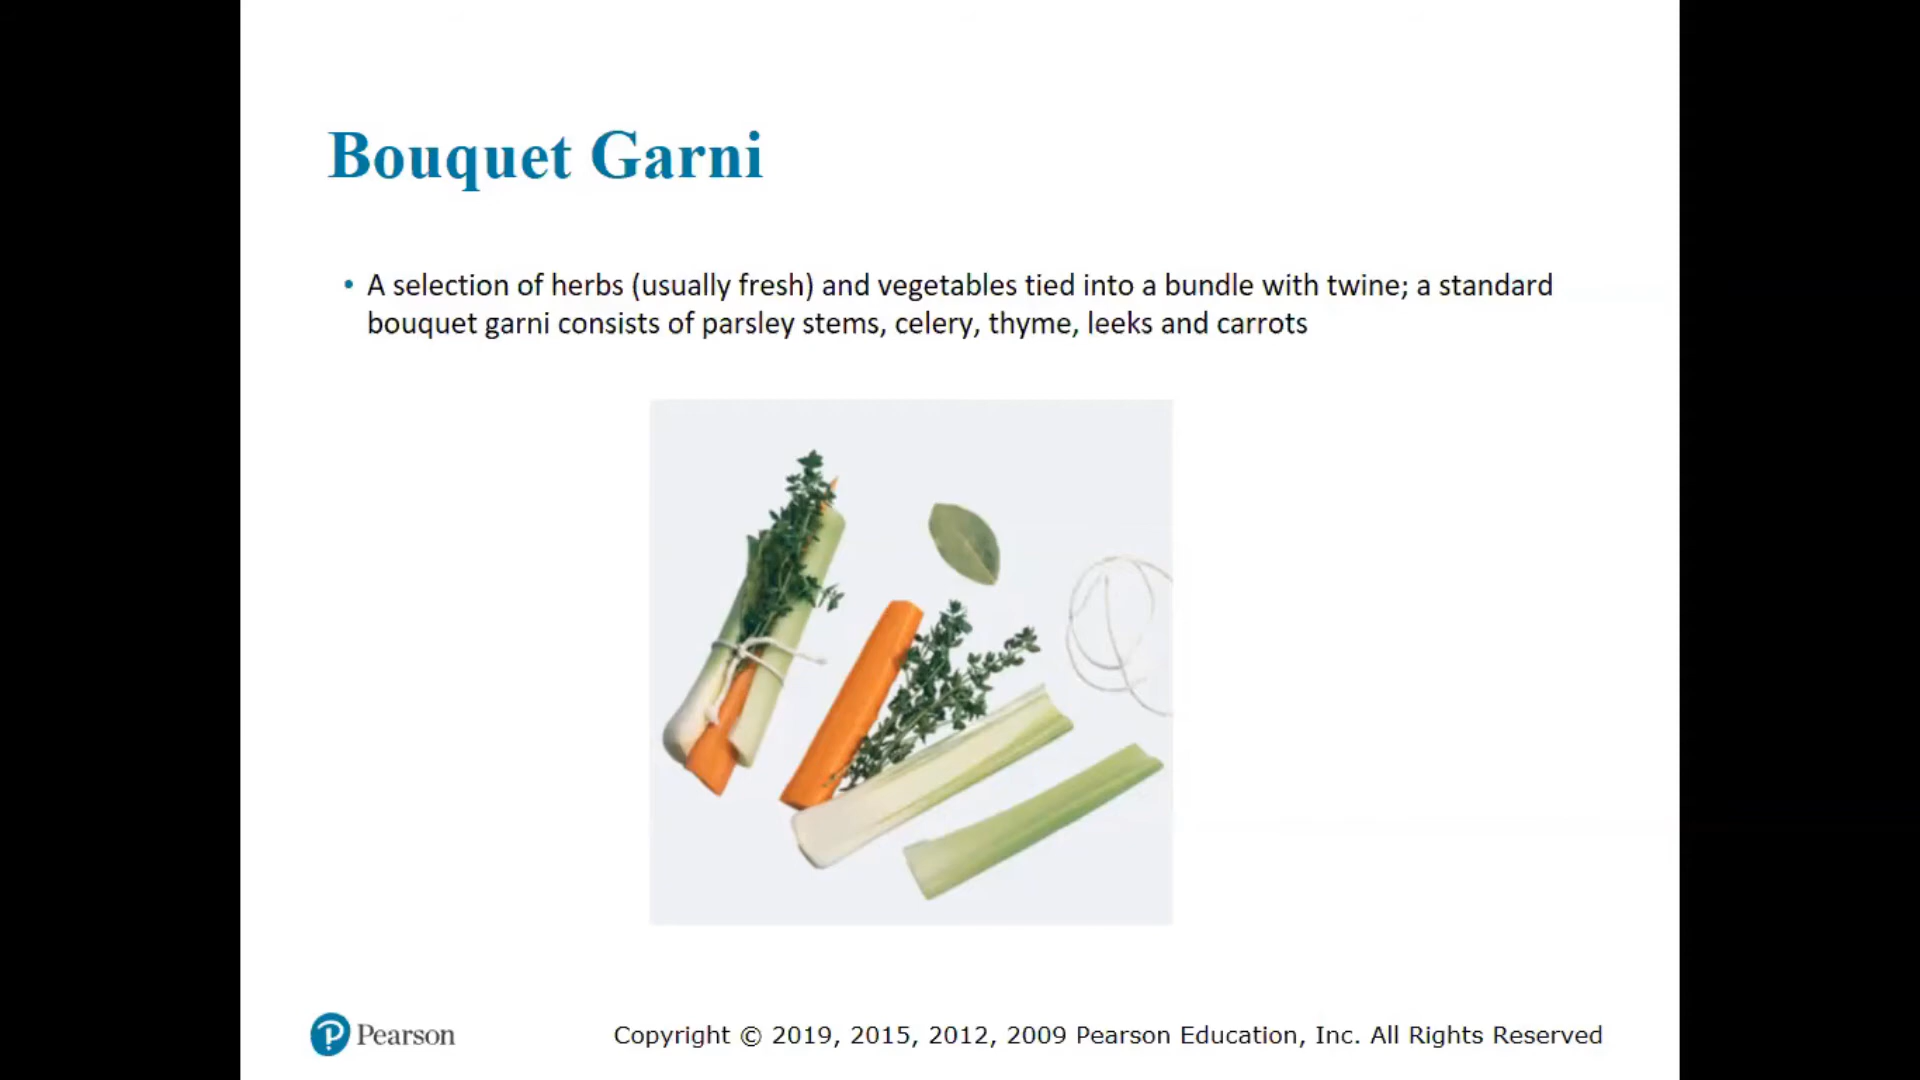 Bouquet Garni
• A selection of herbs (usually fresh) and vegetables tied into a bundle with twine; a standard
bouquet garni consists of parsley stems, celery, thyme, leeks and carrots
Pearson
Copyright © 2019, 2015, 2012, 2009 Pearson Education, Inc. All Rights Reserved